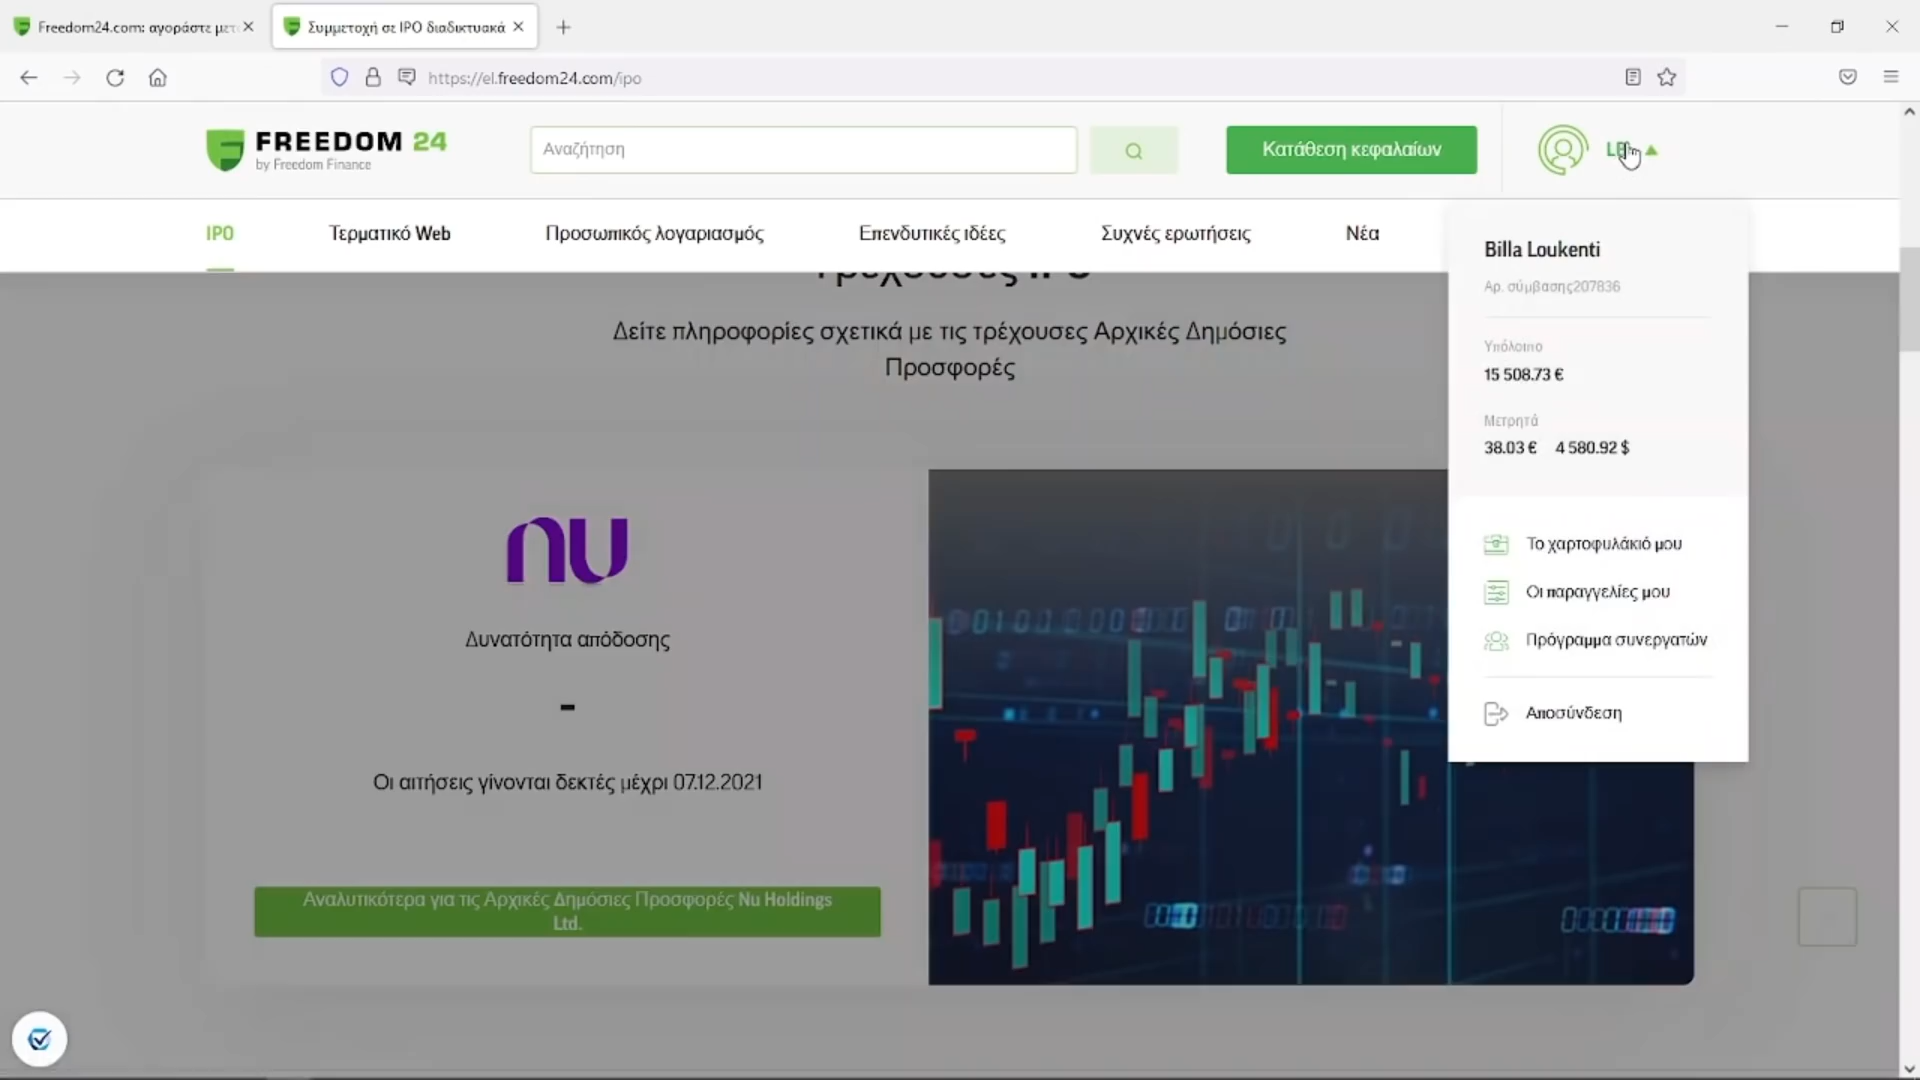 Freedom24.com: αγοράστε μετ
Συμμετοχή σε IPO διαδικτυακά
https://el.freedom24.com/ipo
FREEDOM 24
by Freedom Finance
Αναζήτηση
Κατάθεση κεφαλαίων
IPO
Τερματικό Web
Προσωπικός λογαριασμός
Επενδυτικές ιδέες
Συχνές ερωτήσεις
Νέα
Τρέχουσες IPO
Δείτε πληροφορίες σχετικά με τις τρέχουσες Αρχικές Δημόσιες
Προσφορές
nu
Δυνατότητα απόδοσης
-
Οι αιτήσεις γίνονται δεκτές μέχρι 07.12.2021
Αναλυτικότερα για τις Αρχικές Δημόσιες Προσφορές Nu Holdings
Ltd.
Billa Loukenti
Αρ. σύμβασης207836
Υπόλοιπο
15 508.73 €
Μετρητά
38.03 € 4 580.92 $
Το χαρτοφυλάκιό μου
Οι παραγγελίες μου
Πρόγραμμα συνεργατών
Αποσύνδεση